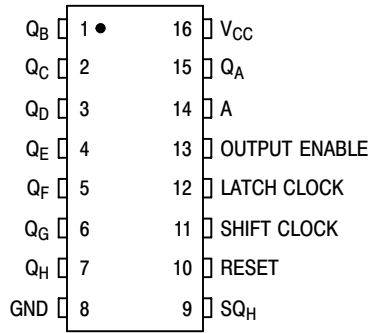 QB 1 16 VCC
QC 2 15 QA
QD 3 14 A
QE 4 13 OUTPUT ENABLE
QF 5 12 LATCH CLOCK
QG 6 11 SHIFT CLOCK
QH 7 10 RESET
GND 8 9 SQH